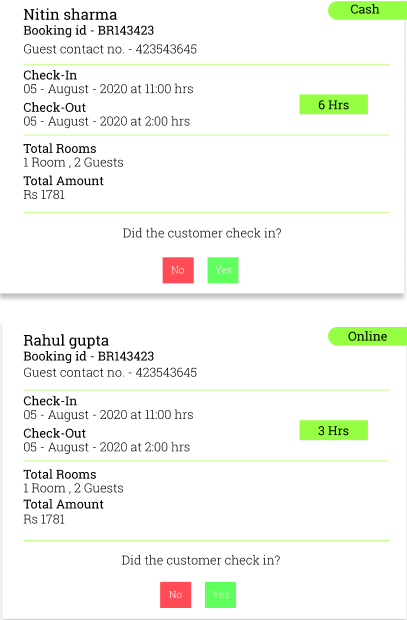 Nitin sharma
Cash
Booking id - BR143423
Guest contact no. - 423543645
Check-In
05 - August - 2020 at 11:00 hrs
6 Hrs
Check-Out
05 - August - 2020 at 2:00 hrs
Total Rooms
1 Room , 2 Guests
Total Amount
Rs 1781
Did the customer check in?
No Yes
Rahul gupta
Online
Booking id - BR143423
Guest contact no. - 423543645
Check-In
05 - August - 2020 at 11:00 hrs
3 Hrs
Check-Out
05 - August - 2020 at 2:00 hrs
Total Rooms
1 Room , 2 Guests
Total Amount
Rs 1781
Did the customer check in?
No Yes